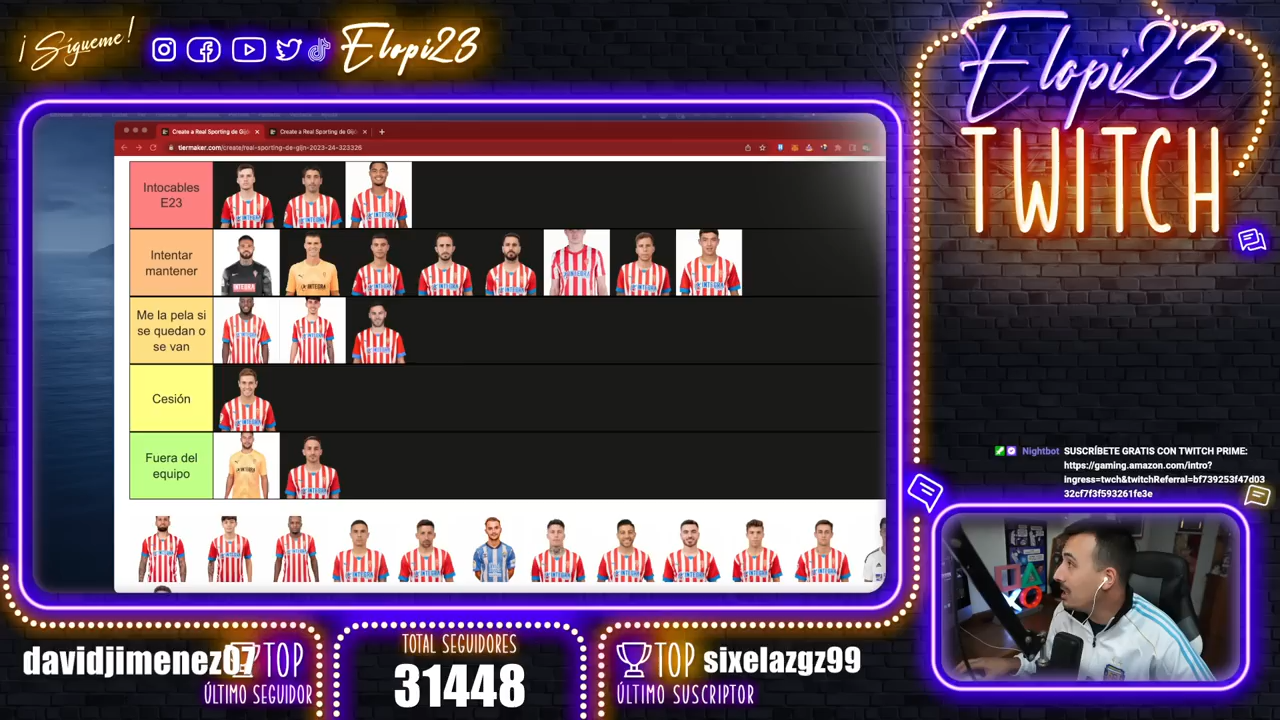 ¡Sígueme!
Elopi23
Elopi23
TWITCH
Create a Real Sporting de Gijó
Create a Real Sporting de Gijó
tiermaker.com/create/real-sporting-de-gijn-2023-24-323326
Intocables
E23
Intentar
mantener
Me la pela si
se quedan o
se van
Cesión
Fuera del
equipo
Nightbot SUSCRÍBETE GRATIS CON TWITCH PRIME:
https://gaming.amazon.com/intro?
ingress=twch&twitchReferral=bf739253f47d03
32cf7f3f593261fe3e
davidjimenez07 TOP
ÚLTIMO SEGUIDOR
TOTAL SEGUIDORES
31448
TOP sixelazgz99
ÚLTIMO SUSCRIPTOR